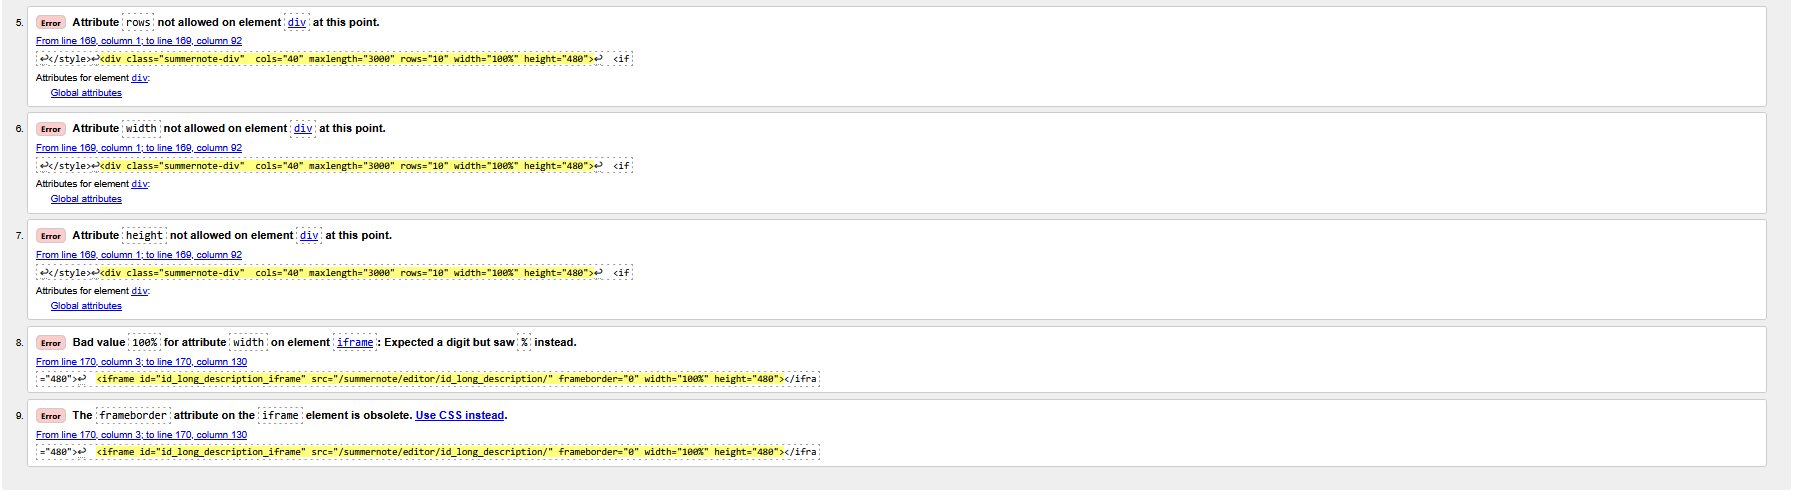 5. Error Attribute rows not allowed on element div at this point.
From line 169, column 1; to line 169, column 92
↩</style>↩<div class="summernote-div"  cols="40" maxlength="3000" rows="10" width="100%" height="480">↩  <if
Attributes for element div:
Global attributes
6. Error Attribute width not allowed on element div at this point.
From line 169, column 1; to line 169, column 92
↩</style>↩<div class="summernote-div"  cols="40" maxlength="3000" rows="10" width="100%" height="480">↩  <if
Attributes for element div:
Global attributes
7. Error Attribute height not allowed on element div at this point.
From line 169, column 1; to line 169, column 92
↩</style>↩<div class="summernote-div"  cols="40" maxlength="3000" rows="10" width="100%" height="480">↩  <if
Attributes for element div:
Global attributes
8. Error Bad value 100% for attribute width on element iframe: Expected a digit but saw % instead.
From line 170, column 3; to line 170, column 130
="480">↩  <iframe id="id_long_description_iframe" src="/summernote/editor/id_long_description/" frameborder="0" width="100%" height="480"></ifra
9. Error The frameborder attribute on the iframe element is obsolete. Use CSS instead.
From line 170, column 3; to line 170, column 130
="480">↩  <iframe id="id_long_description_iframe" src="/summernote/editor/id_long_description/" frameborder="0" width="100%" height="480"></ifra